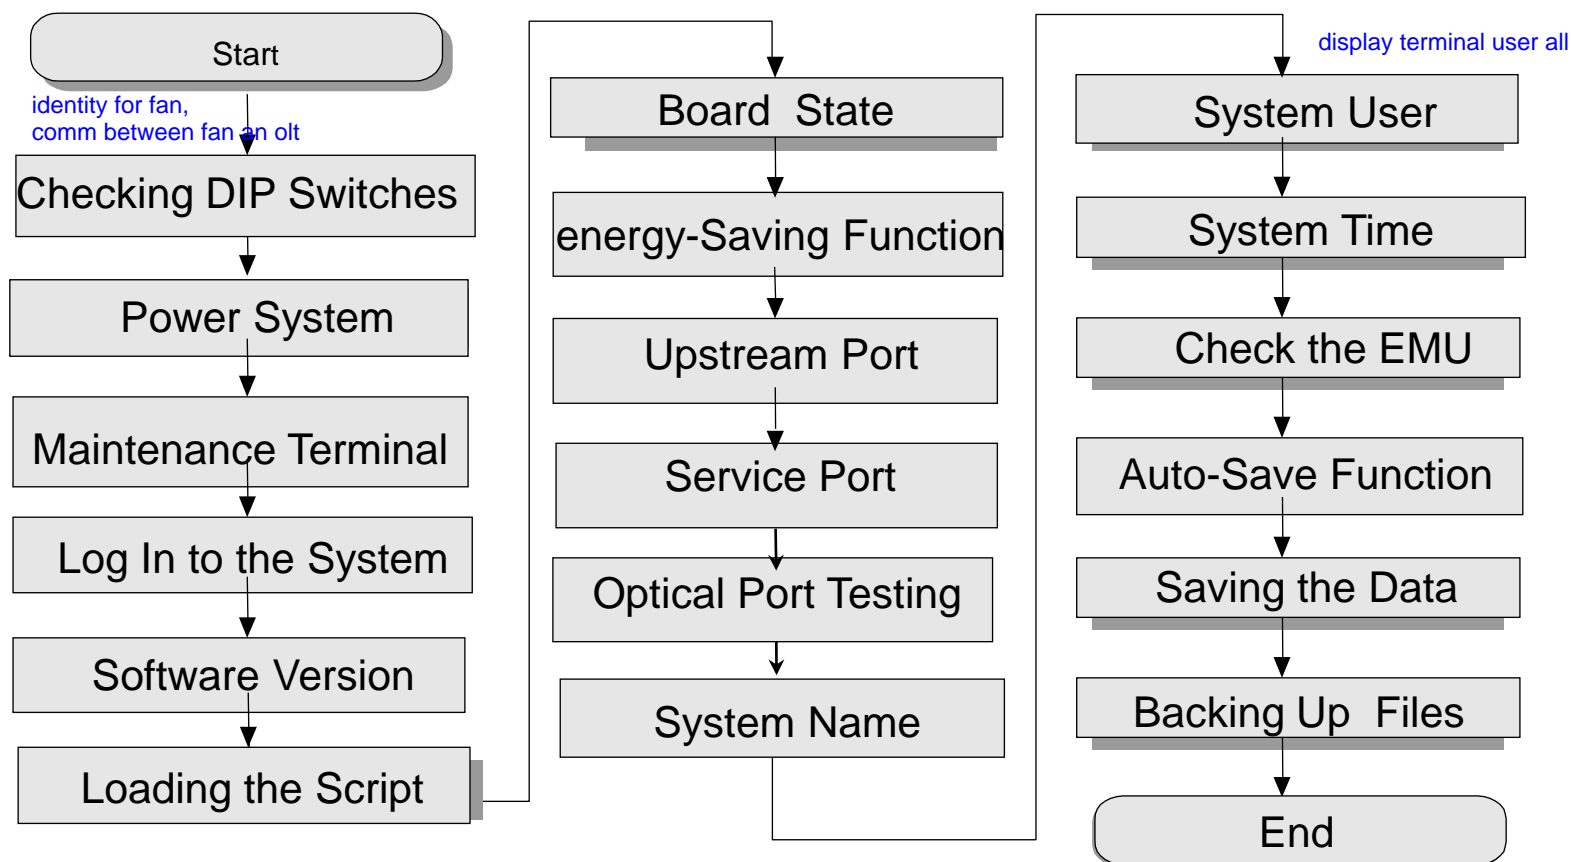 Start
identity for fan,
comm between fan an olt
Checking DIP Switches
Power System
Maintenance Terminal
Log In to the System
Software Version
Loading the Script
Board State
energy-Saving Function
Upstream Port
Service Port
Optical Port Testing
System Name
display terminal user all
System User
System Time
Check the EMU
Auto-Save Function
Saving the Data
Backing Up Files
End